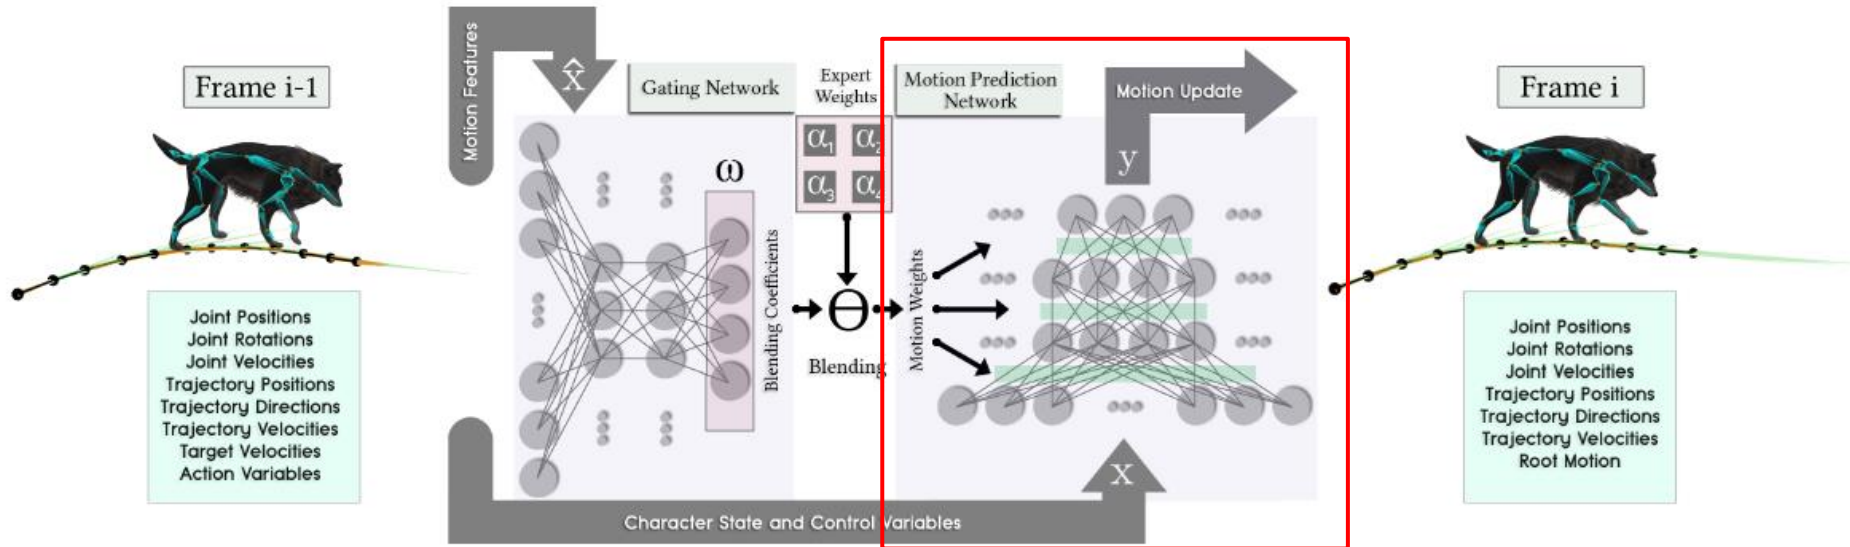 Frame i-1
Joint Positions
Joint Rotations
Joint Velocities
Trajectory Positions
Trajectory Directions
Trajectory Velocities
Target Velocities
Action Variables
Motion Features
x̂
Gating Network
ω
Blending Coefficients
Expert
Weights
α1 α2
α3 α4
Θ
Blending
Motion Prediction
Network
Motion Weights
Motion Update
y
X
Character State and Control Variables
Frame i
Joint Positions
Joint Rotations
Joint Velocities
Trajectory Positions
Trajectory Directions
Trajectory Velocities
Root Motion